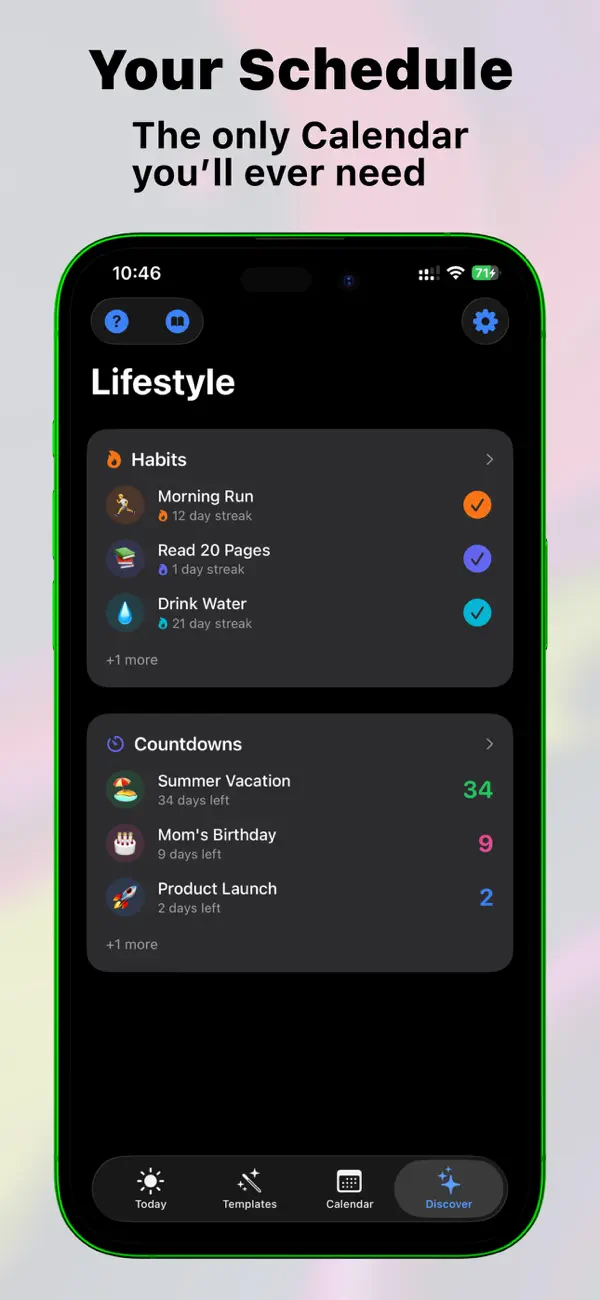 Your Schedule
The only Calendar
you’ll ever need
10:46
71
?
Lifestyle
Habits
Morning Run
12 day streak
Read 20 Pages
1 day streak
Drink Water
21 day streak
+1 more
Countdowns
Summer Vacation
34 days left
34
Mom's Birthday
9 days left
9
Product Launch
2 days left
2
+1 more
Today
Templates
Calendar
Discover